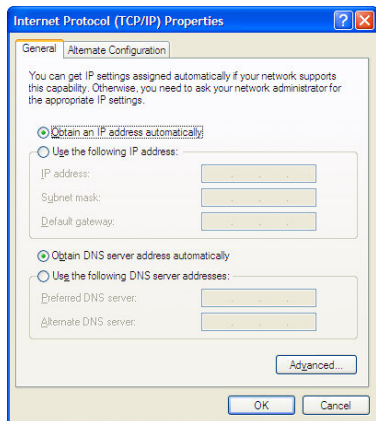 Internet Protocol (TCP/IP) Properties
General
Alternate Configuration
You can get IP settings assigned automatically if your network supports
this capability. Otherwise, you need to ask your network administrator for
the appropriate IP settings.
Obtain an IP address automatically
Use the following IP address:
IP address:
Subnet mask:
Default gateway:
Obtain DNS server address automatically
Use the following DNS server addresses:
Preferred DNS server:
Alternate DNS server:
Advanced...
OK
Cancel